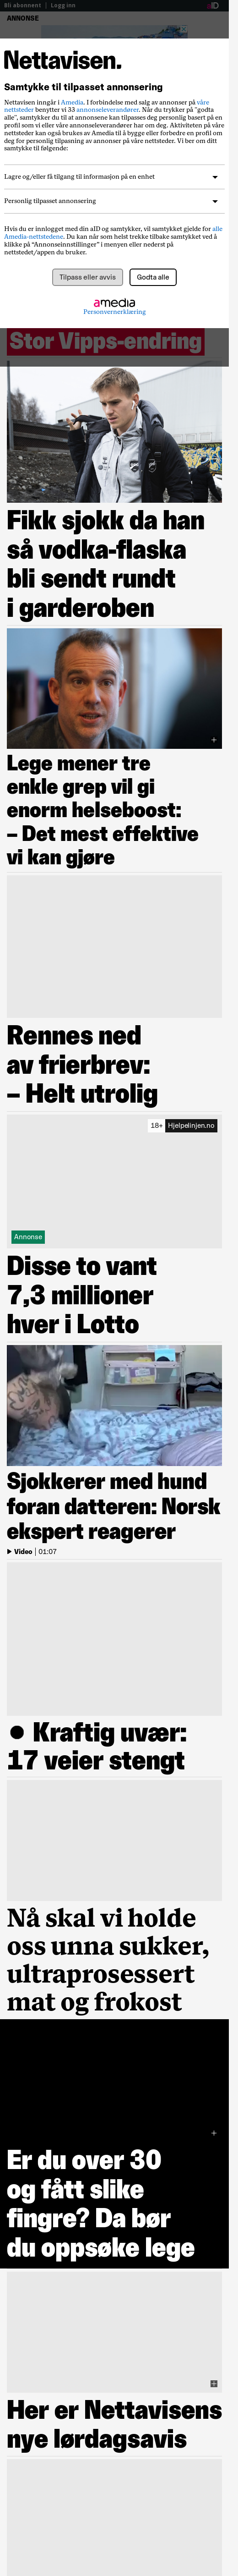 Bli abonnent | Logg inn
ANNONSE
Nettavisen.
Samtykke til tilpasset annonsering
Nettavisen inngår i Amedia. I forbindelse med salg av annonser på våre
nettsteder benytter vi 33 annonseleverandører. Når du trykker på "godta
alle", samtykker du til at annonsene kan tilpasses deg personlig basert på en
brukerprofil vi eller våre annonseleverandører har. Aktiviteten din på våre
nettsteder kan også brukes av Amedia til å bygge eller forbedre en profil om
deg for personlig tilpasning av annonser på våre nettsteder. Vi ber om ditt
samtykke til følgende:
Lagre og/eller få tilgang til informasjon på en enhet
Personlig tilpasset annonsering
Hvis du er innlogget med din aID og samtykker, vil samtykket gjelde for alle
Amedia-nettstedene. Du kan når som helst trekke tilbake samtykket ved å
klikke på “Annonseinnstillinger” i menyen eller nederst på
nettstedet/appen du bruker.
Tilpass eller avvis
Godta alle
amedia
Personvernerklæring
Stor Vipps-endring
Fikk sjokk da han
så vodka-flaska
bli sendt rundt
i garderoben
Lege mener tre
enkle grep vil gi
enorm helseboost:
– Det mest effektive
vi kan gjøre
Rennes ned
av frierbrev:
– Helt utrolig
18+ Hjelpelinjen.no
Annonse
Disse to vant
7,3 millioner
hver i Lotto
Sjokkerer med hund
foran datteren: Norsk
ekspert reagerer
Video | 01:07
● Kraftig uvær:
17 veier stengt
Nå skal vi holde
oss unna sukker,
ultraprosessert
mat og frokost
Er du over 30
og fått slike
fingre? Da bør
du oppsøke lege
Her er Nettavisens
nye lørdagsavis